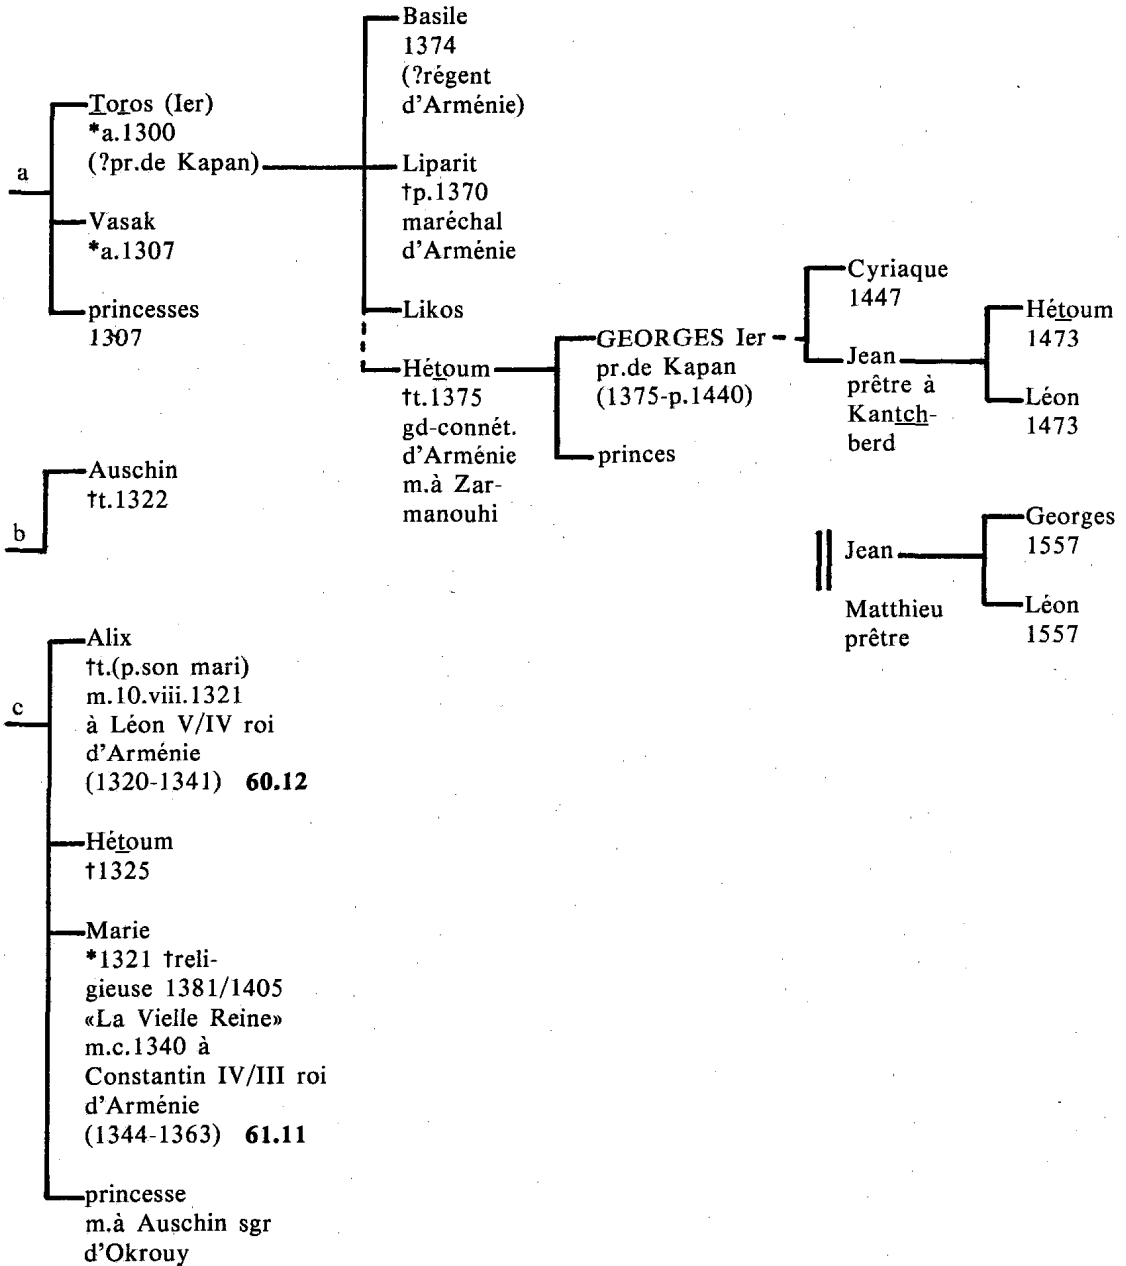 a
Toros (Ier)
*a.1300
(?pr.de Kapan)
Vasak
*a.1307
princesses
1307
Basile
1374
(?régent
d'Arménie)
Liparit
†p.1370
maréchal
d'Arménie
Likos
Hétoum
†t.1375
gd-connét.
d'Arménie
m.à Zar-
manouhi
GEORGES Ier
pr.de Kapan
(1375-p.1440)
princes
Cyriaque
1447
Jean
prêtre à
Kantch-
berd
Hétoum
1473
Léon
1473
Jean
Matthieu
prêtre
Georges
1557
Léon
1557
b
Auschin
†t.1322
c
Alix
†t.(p.son mari)
m.10.viii.1321
à Léon V/IV roi
d'Arménie
(1320-1341) 60.12
Hétoum
†1325
Marie
*1321 †reli-
gieuse 1381/1405
«La Vielle Reine»
m.c.1340 à
Constantin IV/III roi
d'Arménie
(1344-1363) 61.11
princesse
m.à Auschin sgr
d'Okrouy